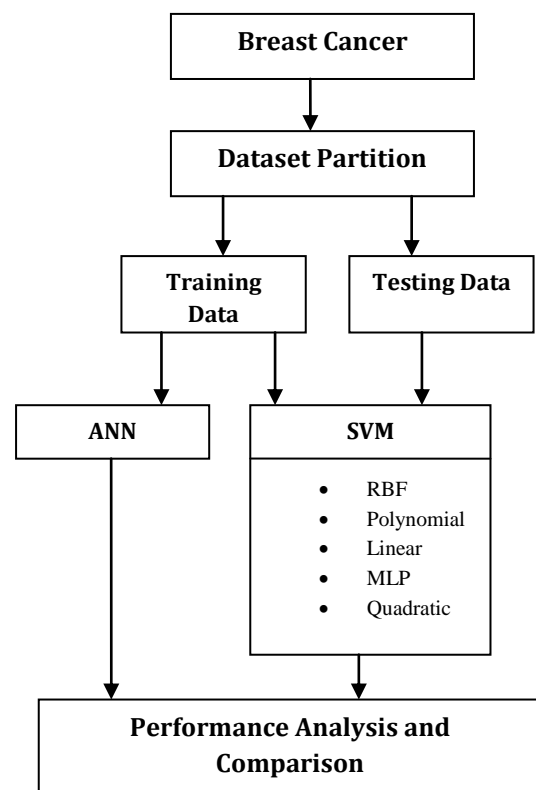 Breast Cancer
Dataset Partition
Training
Data
Testing Data
ANN
SVM
• RBF
• Polynomial
• Linear
• MLP
• Quadratic
Performance Analysis and
Comparison